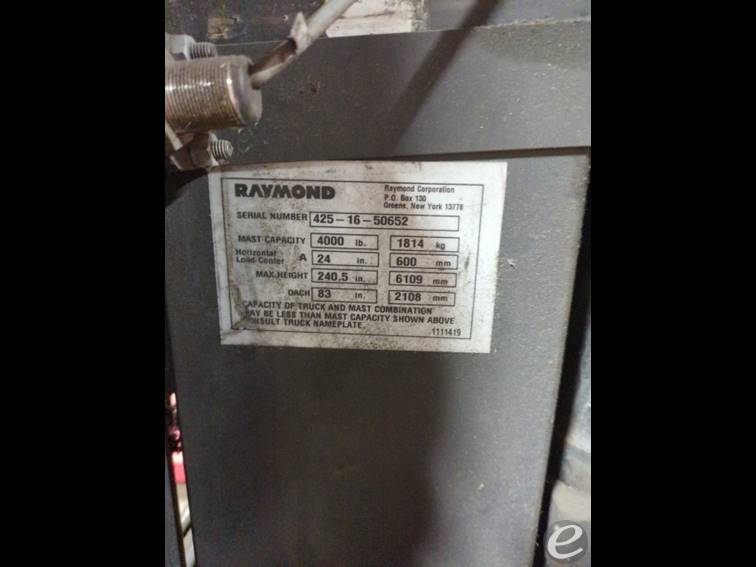 RAYMOND
Raymond Corporation
P.O. Box 130
Greene, New York 13778
SERIAL NUMBER 425-16-50652
MAST CAPACITY 4000 lb. 1814 kg
Horizontal Load Center A 24 in. 600 mm
MAX. HEIGHT 240.5 in. 6109 mm
OACH 83 in. 2108 mm
CAPACITY OF TRUCK AND MAST COMBINATION
MAY BE LESS THAN MAST CAPACITY SHOWN ABOVE
CONSULT TRUCK NAMEPLATE.
1111419
e